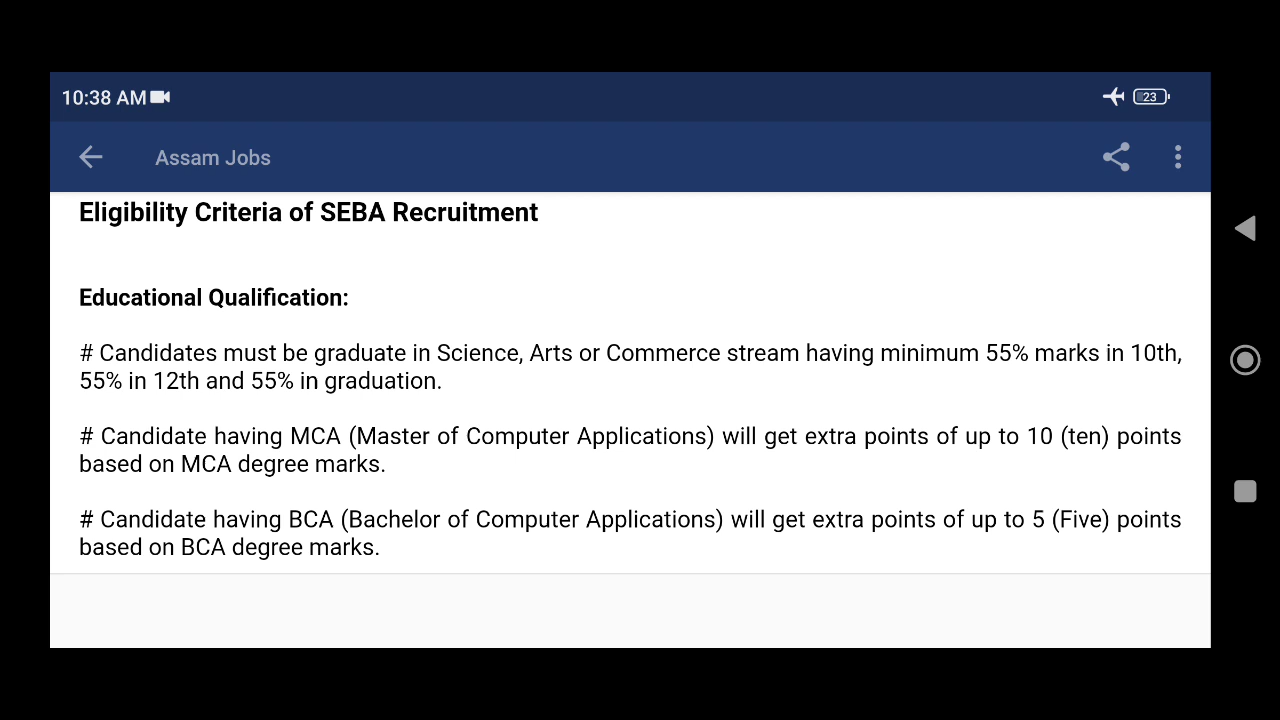 10:38 AM
23
Assam Jobs
Eligibility Criteria of SEBA Recruitment
Educational Qualification:
# Candidates must be graduate in Science, Arts or Commerce stream having minimum 55% marks in 10th,
55% in 12th and 55% in graduation.
# Candidate having MCA (Master of Computer Applications) will get extra points of up to 10 (ten) points
based on MCA degree marks.
# Candidate having BCA (Bachelor of Computer Applications) will get extra points of up to 5 (Five) points
based on BCA degree marks.